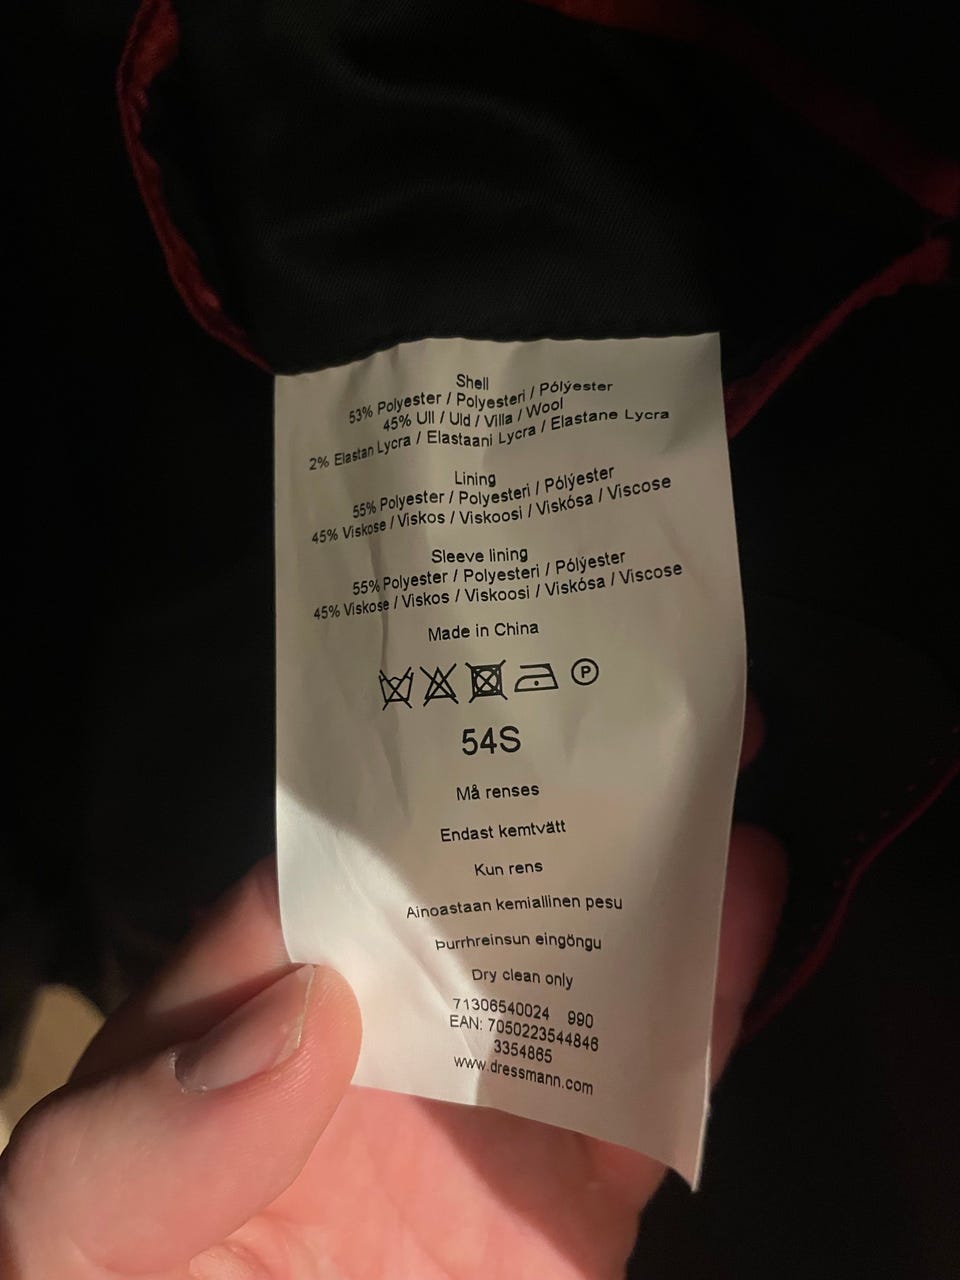 Shell
53% Polyester / Polyesteri / Pólýester
45% Ull / Uld / Villa / Wool
2% Elastan Lycra / Elastaani Lycra / Elastane Lycra
Lining
55% Polyester / Polyesteri / Pólýester
45% Viskose / Viskos / Viskoosi / Viskósa / Viscose
Sleeve lining
55% Polyester / Polyesteri / Pólýester
45% Viskose / Viskos / Viskoosi / Viskósa / Viscose
Made in China
P
54S
Må renses
Endast kemtvätt
Kun rens
Ainoastaan kemiallinen pesu
Þurrhreinsun eingöngu
Dry clean only
71306540024 990
EAN: 7050223544846
3354865
www.dressmann.com